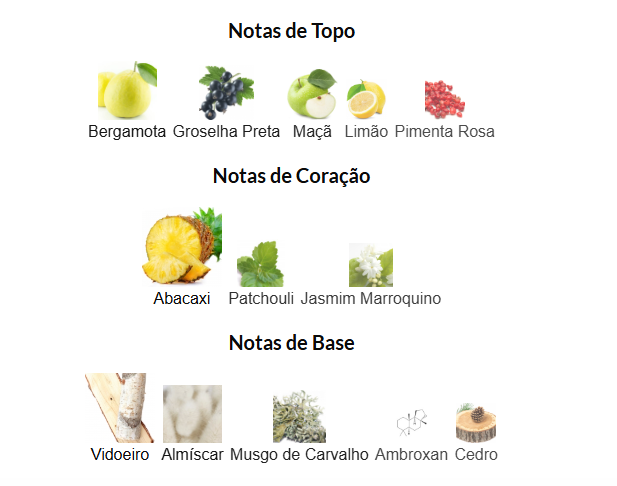 Notas de Topo
Bergamota Groselha Preta Maçã Limão Pimenta Rosa
Notas de Coração
Abacaxi Patchouli Jasmim Marroquino
Notas de Base
Vidoeiro Almíscar Musgo de Carvalho Ambroxan Cedro